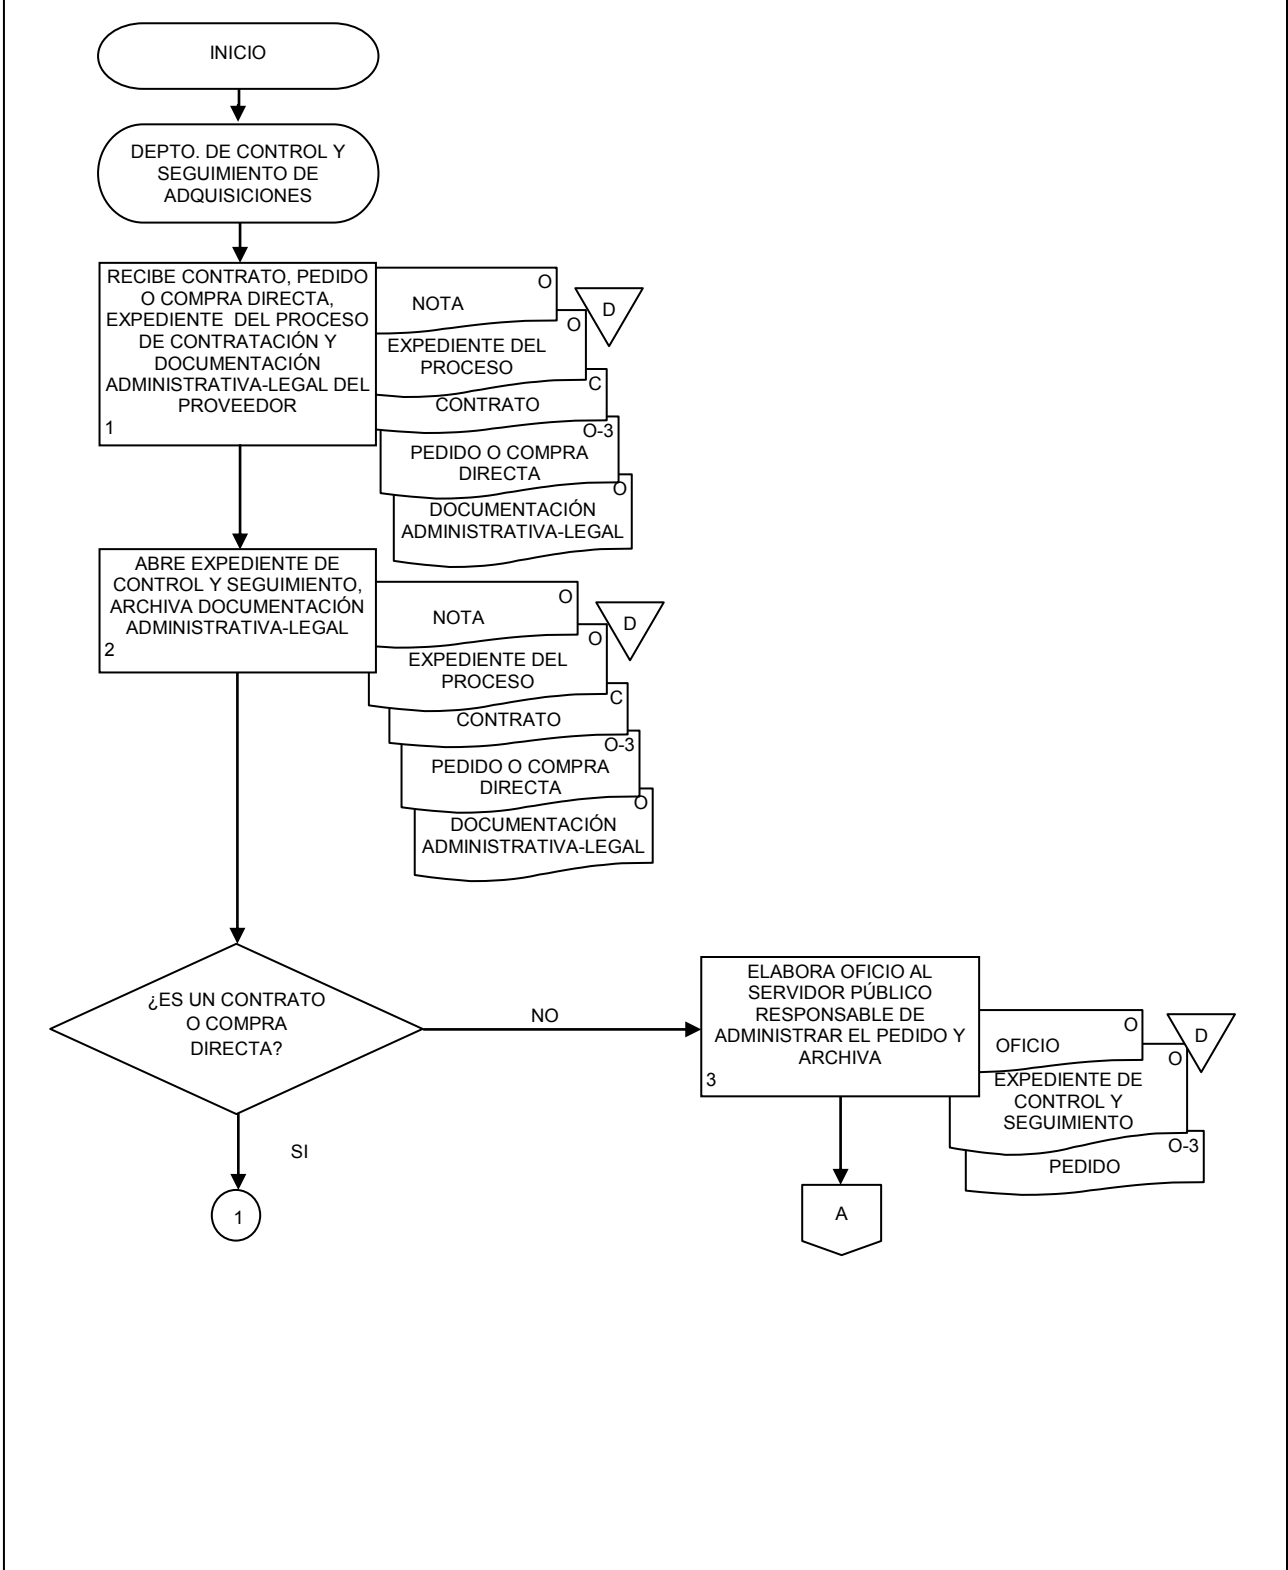 INICIO
DEPTO. DE CONTROL Y
SEGUIMIENTO DE
ADQUISICIONES
RECIBE CONTRATO, PEDIDO
O COMPRA DIRECTA,
EXPEDIENTE DEL PROCESO
DE CONTRATACIÓN Y
DOCUMENTACIÓN
ADMINISTRATIVA-LEGAL DEL
PROVEEDOR
1
O
NOTA
D
O
EXPEDIENTE DEL
PROCESO
C
CONTRATO
O-3
PEDIDO O COMPRA
DIRECTA
O
DOCUMENTACIÓN
ADMINISTRATIVA-LEGAL
ABRE EXPEDIENTE DE
CONTROL Y SEGUIMIENTO,
ARCHIVA DOCUMENTACIÓN
ADMINISTRATIVA-LEGAL
2
O
NOTA
D
O
EXPEDIENTE DEL
PROCESO
C
CONTRATO
O-3
PEDIDO O COMPRA
DIRECTA
O
DOCUMENTACIÓN
ADMINISTRATIVA-LEGAL
¿ES UN CONTRATO
O COMPRA
DIRECTA?
NO
ELABORA OFICIO AL
SERVIDOR PÚBLICO
RESPONSABLE DE
ADMINISTRAR EL PEDIDO Y
ARCHIVA
3
O
OFICIO
D
O
EXPEDIENTE DE
CONTROL Y
SEGUIMIENTO
O-3
PEDIDO
SI
1
A